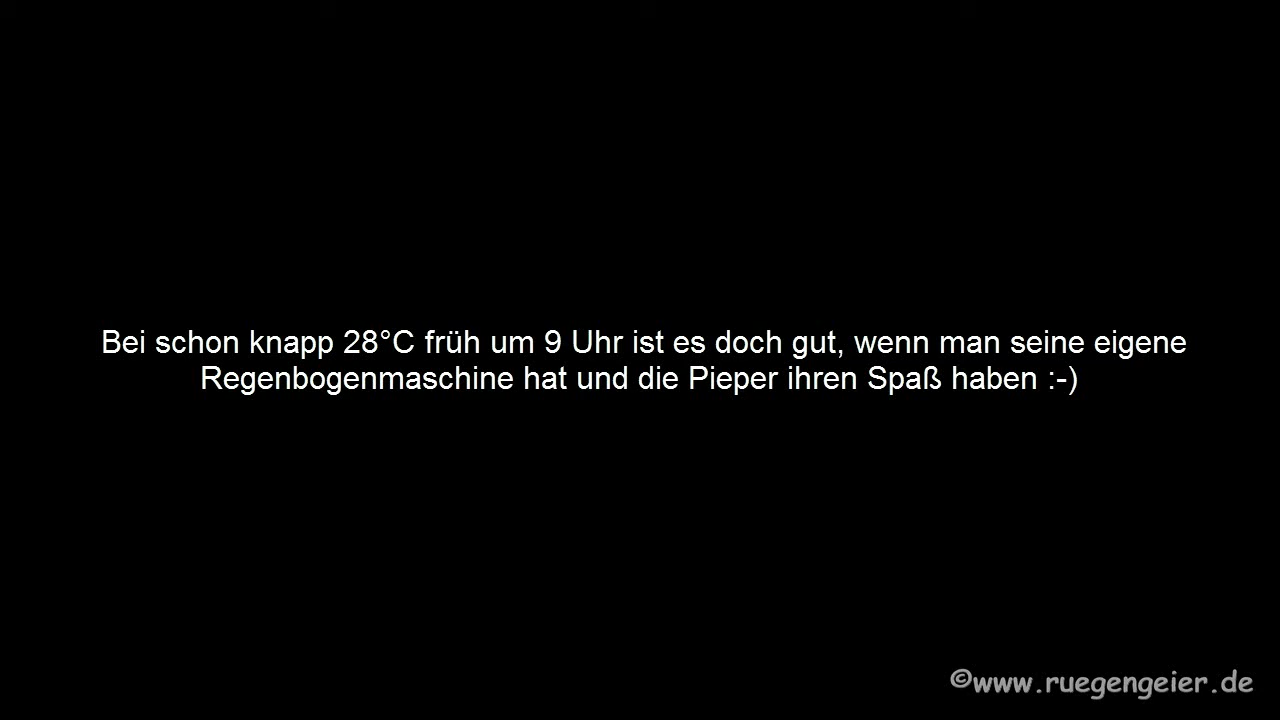 Bei schon knapp 28°C früh um 9 Uhr ist es doch gut, wenn man seine eigene
Regenbogenmaschine hat und die Pieper ihren Spaß haben :-)
©www.ruegengeier.de